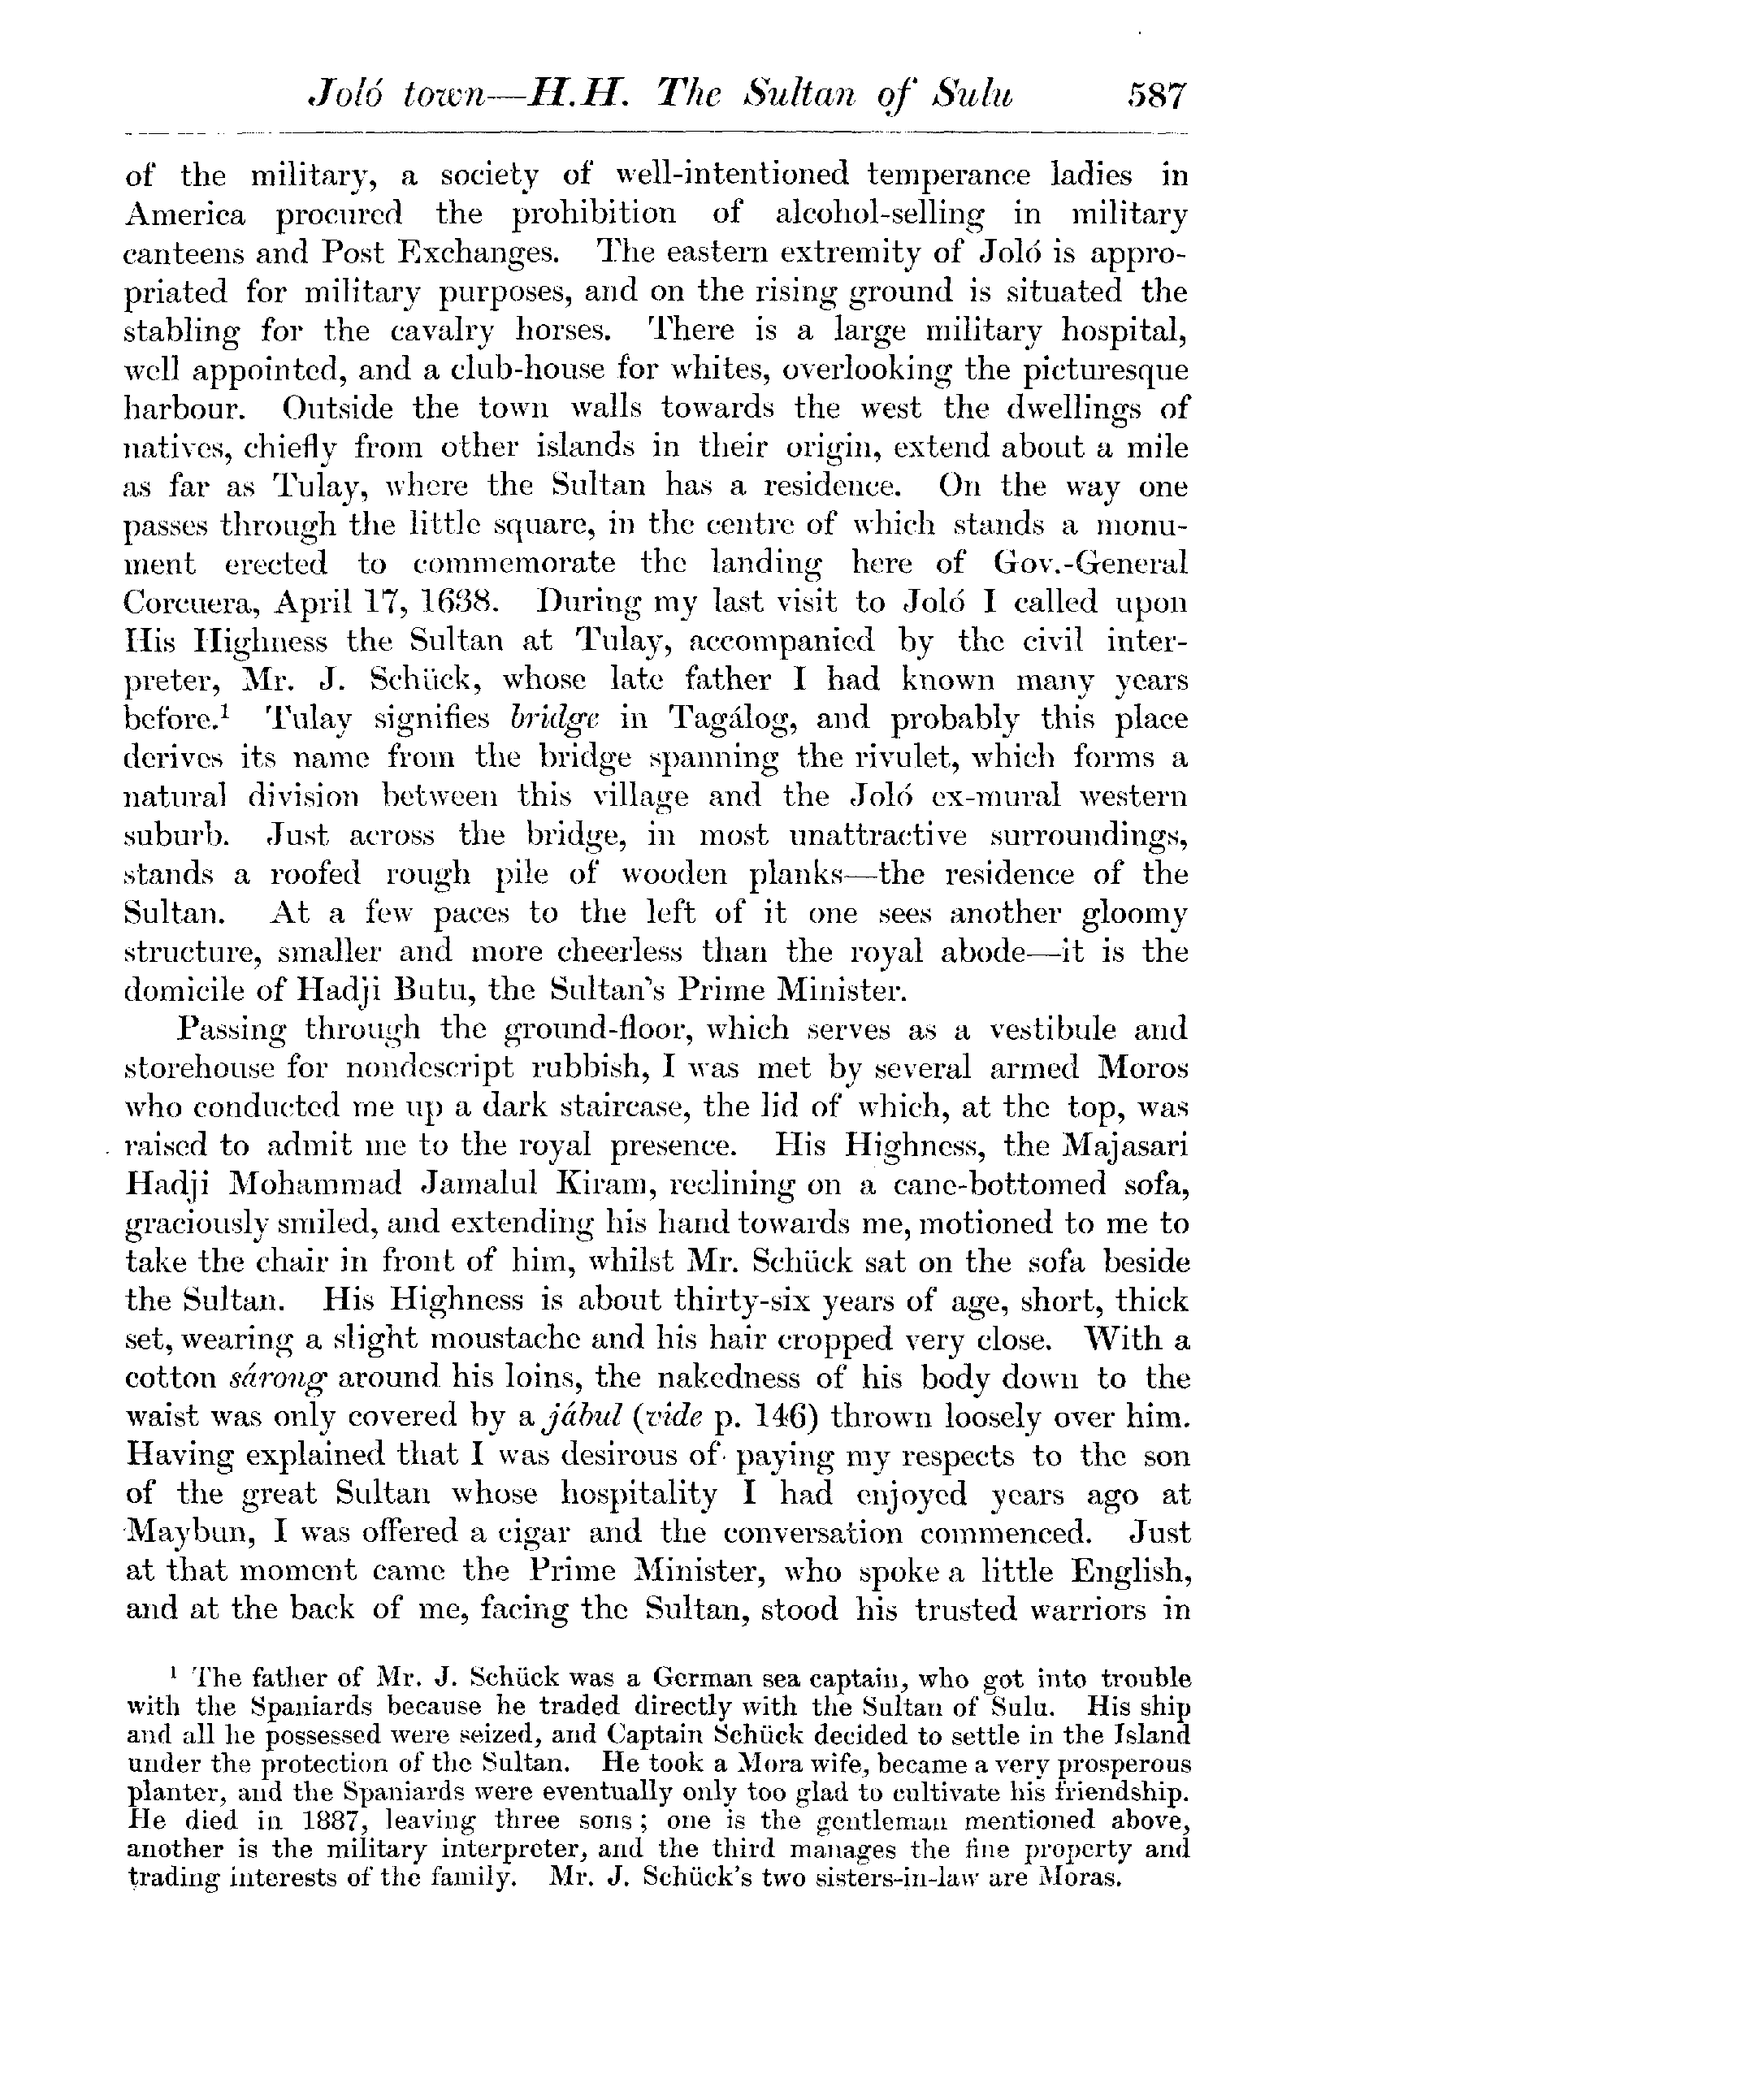 Joló town—H.H. The Sultan of Sulu 587
of the military, a society of well-intentioned temperance ladies in
America procured the prohibition of alcohol-selling in military
canteens and Post Exchanges. The eastern extremity of Joló is appro-
priated for military purposes, and on the rising ground is situated the
stabling for the cavalry horses. There is a large military hospital,
well appointed, and a club-house for whites, overlooking the picturesque
harbour. Outside the town walls towards the west the dwellings of
natives, chiefly from other islands in their origin, extend about a mile
as far as Tulay, where the Sultan has a residence. On the way one
passes through the little square, in the centre of which stands a monu-
ment erected to commemorate the landing here of Gov.-General
Corcuera, April 17, 1638. During my last visit to Joló I called upon
His Highness the Sultan at Tulay, accompanied by the civil inter-
preter, Mr. J. Schück, whose late father I had known many years
before.¹ Tulay signifies bridge in Tagálog, and probably this place
derives its name from the bridge spanning the rivulet, which forms a
natural division between this village and the Joló ex-mural western
suburb. Just across the bridge, in most unattractive surroundings,
stands a roofed rough pile of wooden planks—the residence of the
Sultan. At a few paces to the left of it one sees another gloomy
structure, smaller and more cheerless than the royal abode—it is the
domicile of Hadji Butu, the Sultan's Prime Minister.
Passing through the ground-floor, which serves as a vestibule and
storehouse for nondescript rubbish, I was met by several armed Moros
who conducted me up a dark staircase, the lid of which, at the top, was
raised to admit me to the royal presence. His Highness, the Majasari
Hadji Mohammad Jamalul Kiram, reclining on a cane-bottomed sofa,
graciously smiled, and extending his hand towards me, motioned to me to
take the chair in front of him, whilst Mr. Schück sat on the sofa beside
the Sultan. His Highness is about thirty-six years of age, short, thick
set, wearing a slight moustache and his hair cropped very close. With a
cotton sárong around his loins, the nakedness of his body down to the
waist was only covered by a jábul (vide p. 146) thrown loosely over him.
Having explained that I was desirous of paying my respects to the son
of the great Sultan whose hospitality I had enjoyed years ago at
Maybun, I was offered a cigar and the conversation commenced. Just
at that moment came the Prime Minister, who spoke a little English,
and at the back of me, facing the Sultan, stood his trusted warriors in
¹ The father of Mr. J. Schück was a German sea captain, who got into trouble
with the Spaniards because he traded directly with the Sultan of Sulu. His ship
and all he possessed were seized, and Captain Schück decided to settle in the Island
under the protection of the Sultan. He took a Mora wife, became a very prosperous
planter, and the Spaniards were eventually only too glad to cultivate his friendship.
He died in 1887, leaving three sons; one is the gentleman mentioned above,
another is the military interpreter, and the third manages the fine property and
trading interests of the family. Mr. J. Schück's two sisters-in-law are Moras.